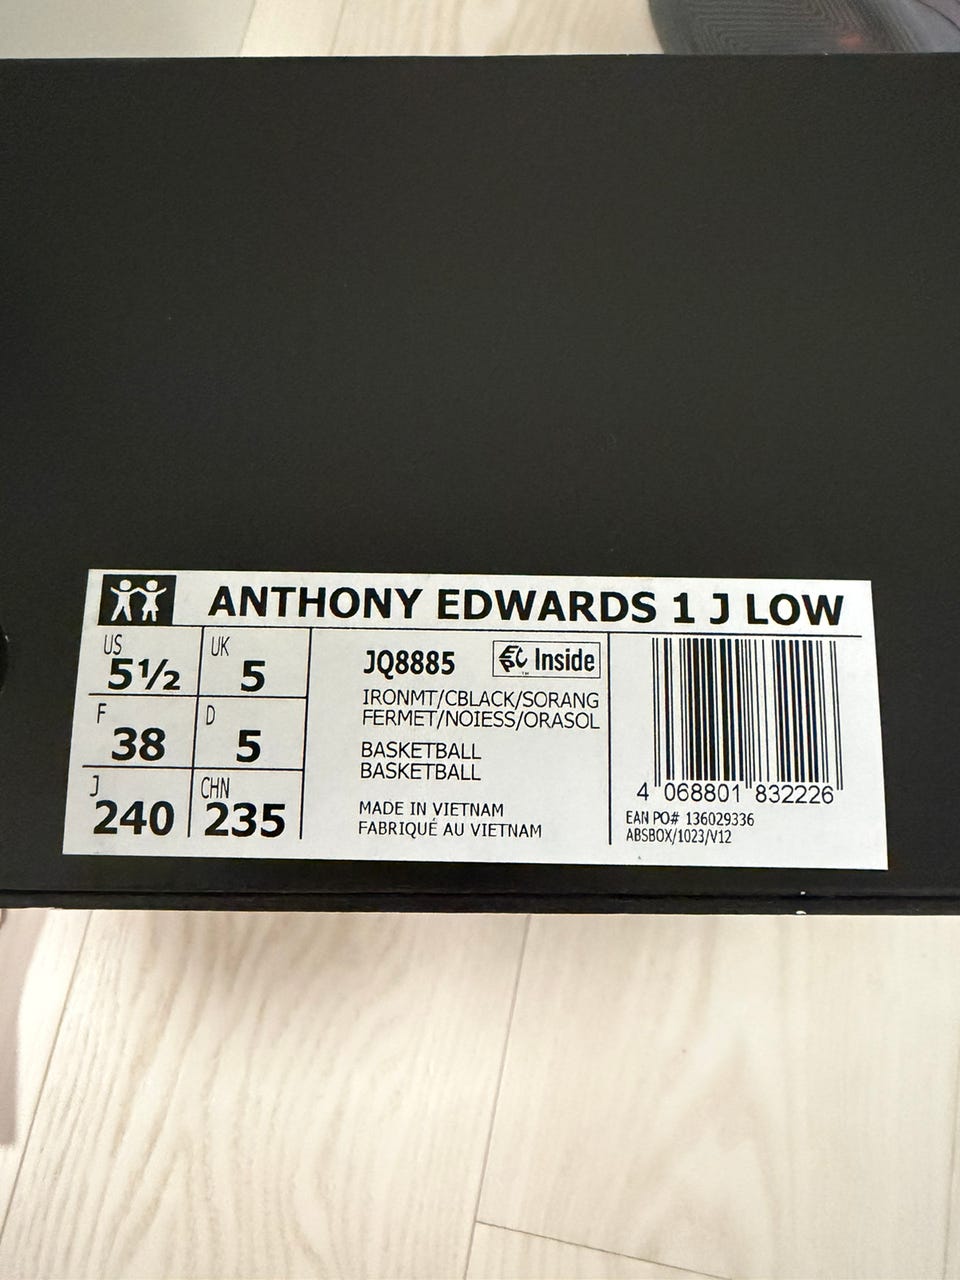 ANTHONY EDWARDS 1 J LOW
US
5½
UK
5
F
38
D
5
J
240
CHN
235
JQ8885
Inside
™
IRONMT/CBLACK/SORANG
FERMET/NOIESS/ORASOL
BASKETBALL
BASKETBALL
MADE IN VIETNAM
FABRIQUÉ AU VIETNAM
4 068801 832226
EAN PO# 136029336
ABSBOX/1023/V12